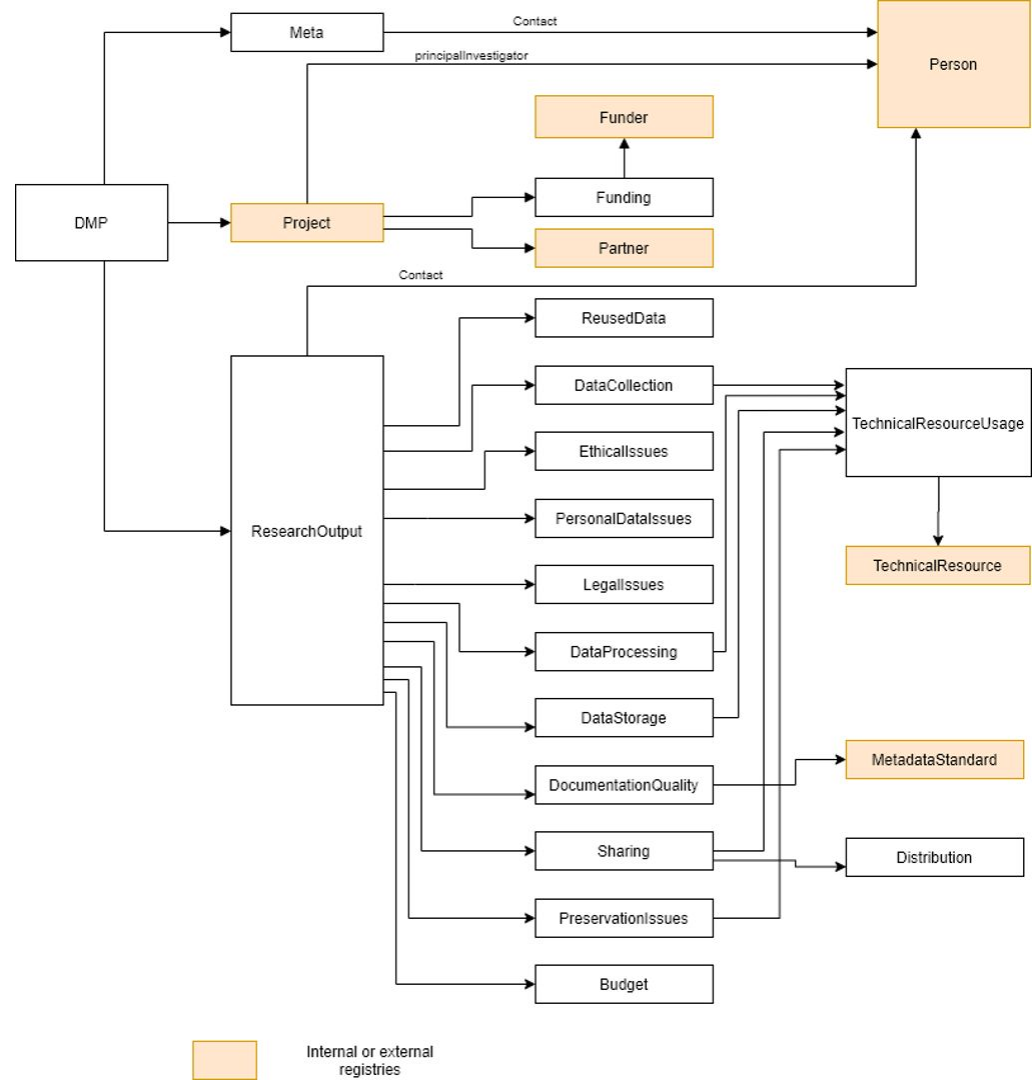 Meta
Contact
principalInvestigator
Person
Funder
DMP
Project
Funding
Partner
Contact
ReusedData
DataCollection
TechnicalResourceUsage
EthicalIssues
PersonalDataIssues
ResearchOutput
TechnicalResource
LegalIssues
DataProcessing
DataStorage
MetadataStandard
DocumentationQuality
Sharing
Distribution
PreservationIssues
Budget
Internal or external
registries